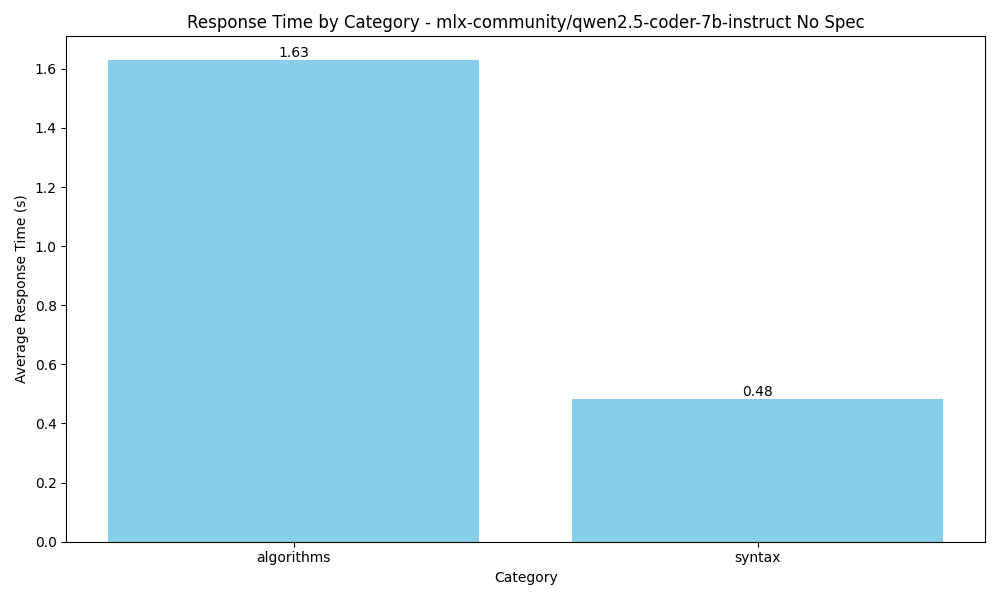 Response Time by Category - mlx-community/qwen2.5-coder-7b-instruct No Spec
1.63
0.48
1.6
1.4
1.2
1.0
0.8
0.6
0.4
0.2
0.0
Average Response Time (s)
algorithms
syntax
Category